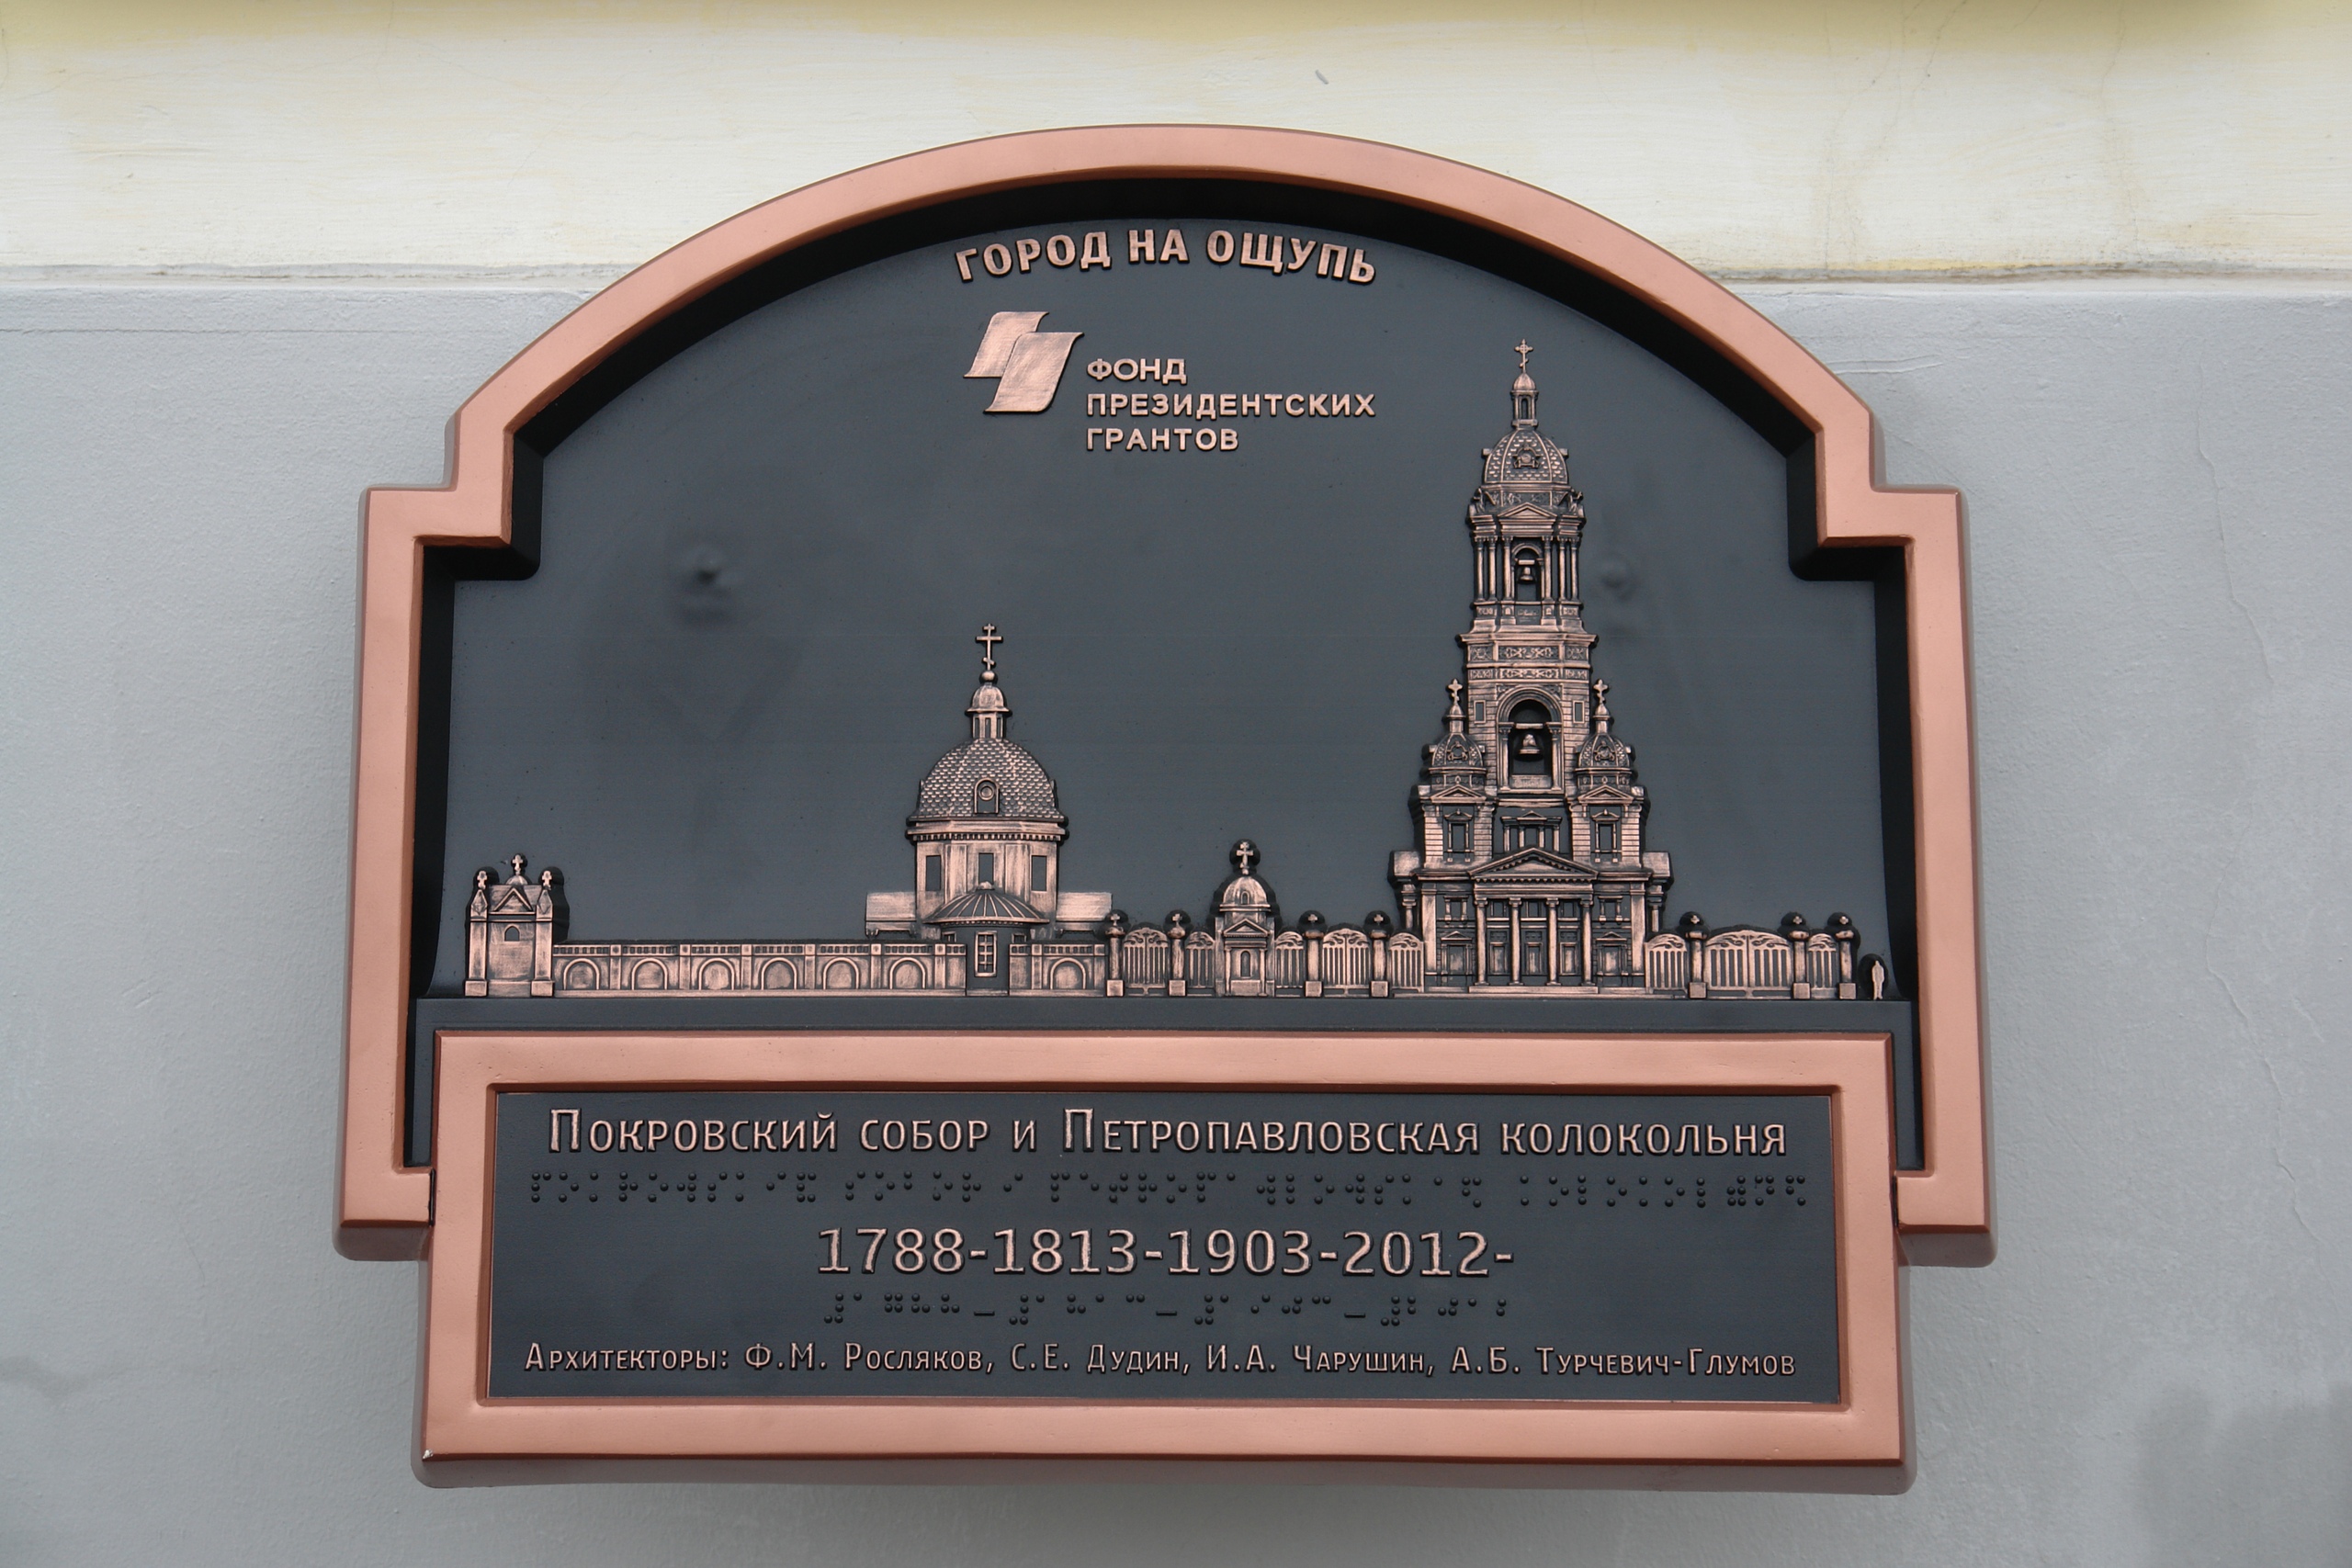 ГОРОД НА ОЩУПЬ
ФОНД
ПРЕЗИДЕНТСКИХ
ГРАНТОВ
Покровский собор и Петропавловская колокольня
1788-1813-1903-2012-
Архитекторы: Ф.М. Росляков, С.Е. Дудин, И.А. Чарушин, А.Б. Турчевич-Глумов